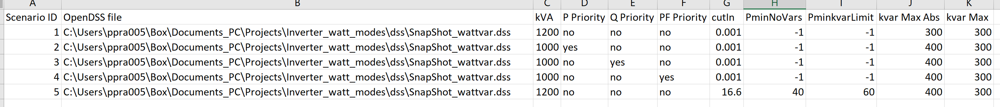 A B C D E F G H I J K
Scenario ID OpenDSS file kVA P Priority Q Priority PF Priority cutIn PminNoVars PminkvarLimit kvar Max Abs kvar Max
1 C:\Users\ppra005\Box\Documents_PC\Projects\Inverter_watt_modes\dss\SnapShot_wattvar.dss 1200 no no no 0.001 -1 -1 300 300
2 C:\Users\ppra005\Box\Documents_PC\Projects\Inverter_watt_modes\dss\SnapShot_wattvar.dss 1000 yes no no 0.001 -1 -1 400 300
3 C:\Users\ppra005\Box\Documents_PC\Projects\Inverter_watt_modes\dss\SnapShot_wattvar.dss 1000 no yes no 0.001 -1 -1 400 300
4 C:\Users\ppra005\Box\Documents_PC\Projects\Inverter_watt_modes\dss\SnapShot_wattvar.dss 1000 no no yes 0.001 -1 -1 400 300
5 C:\Users\ppra005\Box\Documents_PC\Projects\Inverter_watt_modes\dss\SnapShot_wattvar.dss 1200 no no no 16.6 40 60 400 300